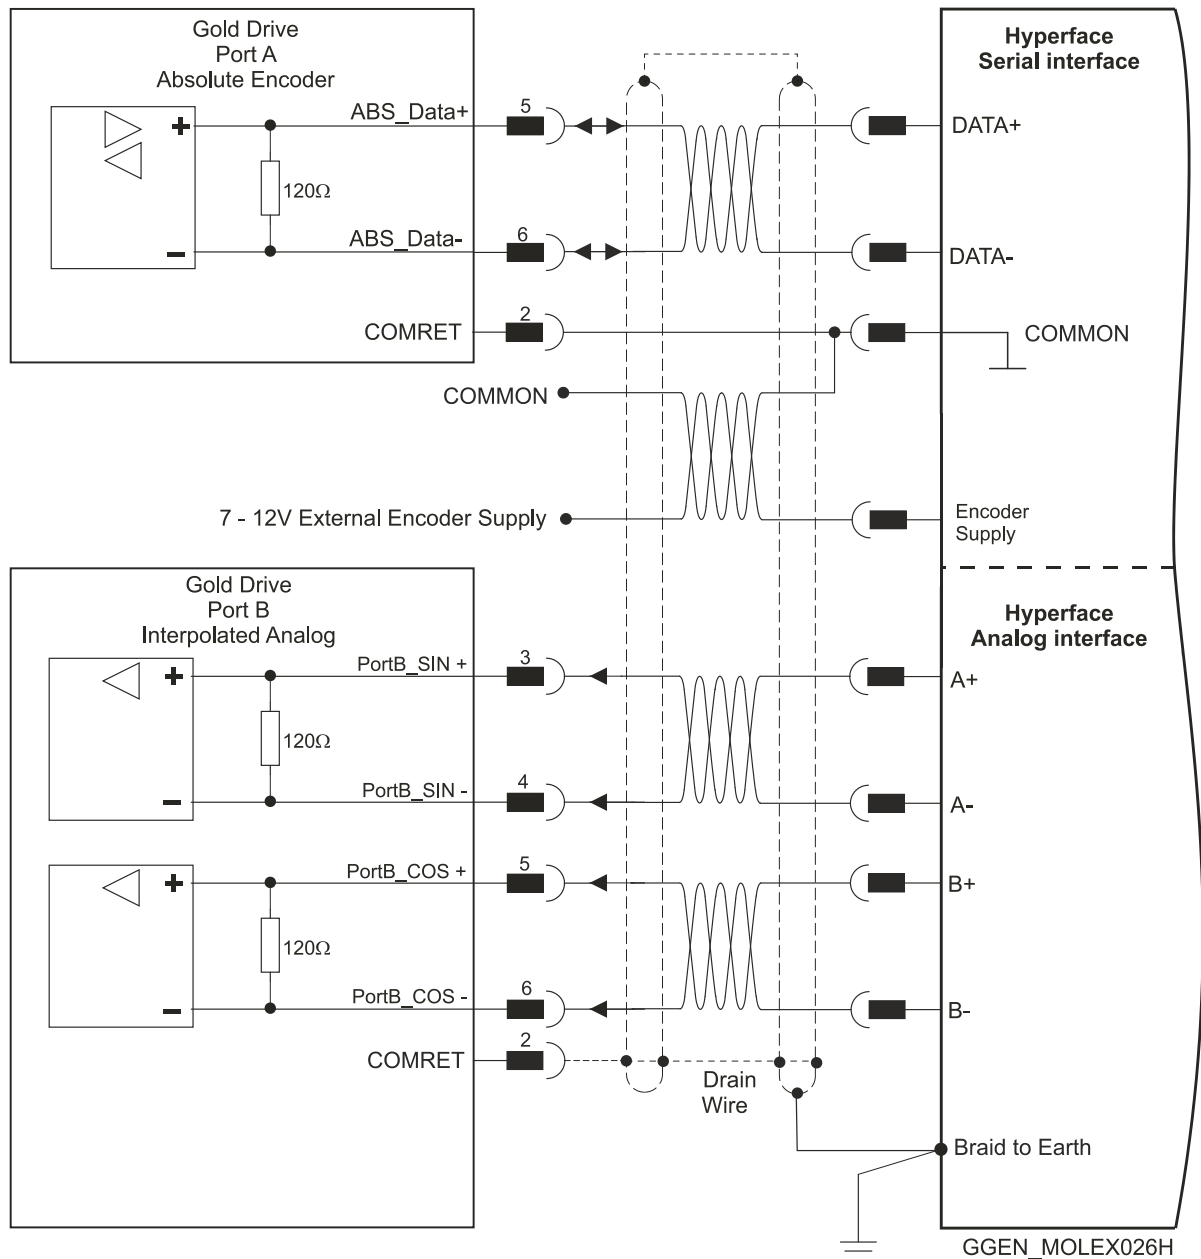 Gold Drive
Port A
Absolute Encoder
ABS_Data+
5
120Ω
ABS_Data-
6
COMRET
2
Hyperface
Serial interface
DATA+
DATA-
COMMON
COMMON
7 - 12V External Encoder Supply
Encoder
Supply
Gold Drive
Port B
Interpolated Analog
PortB_SIN +
3
120Ω
PortB_SIN -
4
PortB_COS +
5
120Ω
PortB_COS -
6
COMRET
2
Drain
Wire
Hyperface
Analog interface
A+
A-
B+
B-
Braid to Earth
GGEN_MOLEX026H